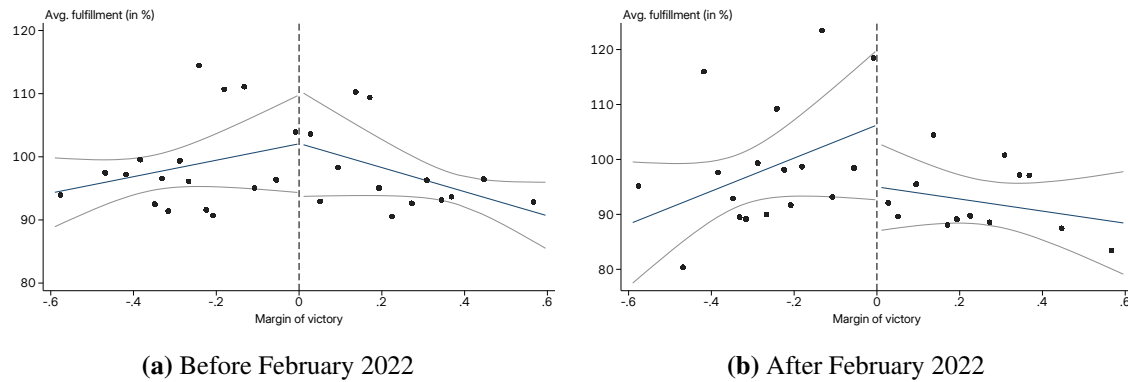 Avg. fulfillment (in %)
120
100
90
80
-.6 -.4 -.2 0 .2 .4 .6
Margin of victory
(a) Before February 2022
Avg. fulfillment (in %)
120
110
100
90
80
-.6 -.4 -.2 0 .2 .4 .6
Margin of victory
(b) After February 2022